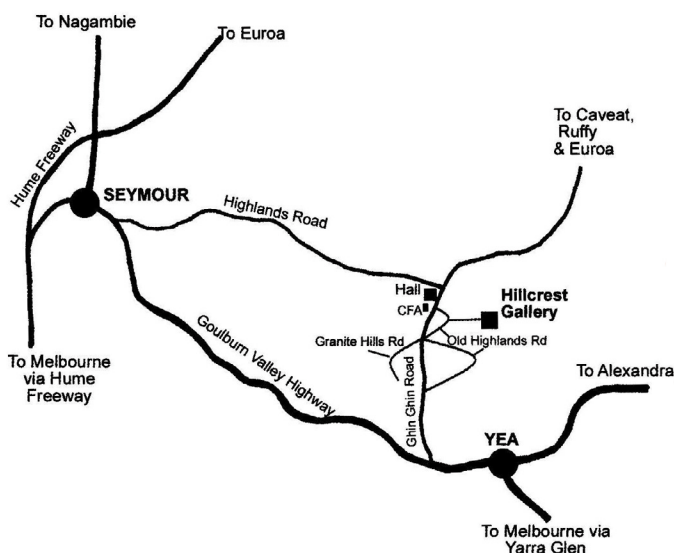 To Nagambie
To Euroa
To Caveat,
Ruffy
& Euroa
Hume Freeway
SEYMOUR
Highlands Road
Hall
CFA
Hillcrest
Gallery
Granite Hills Rd
Old Highlands Rd
To Melbourne
via Hume
Freeway
Goulburn Valley Highway
Ghin Ghin Road
To Alexandra
YEA
To Melbourne via
Yarra Glen